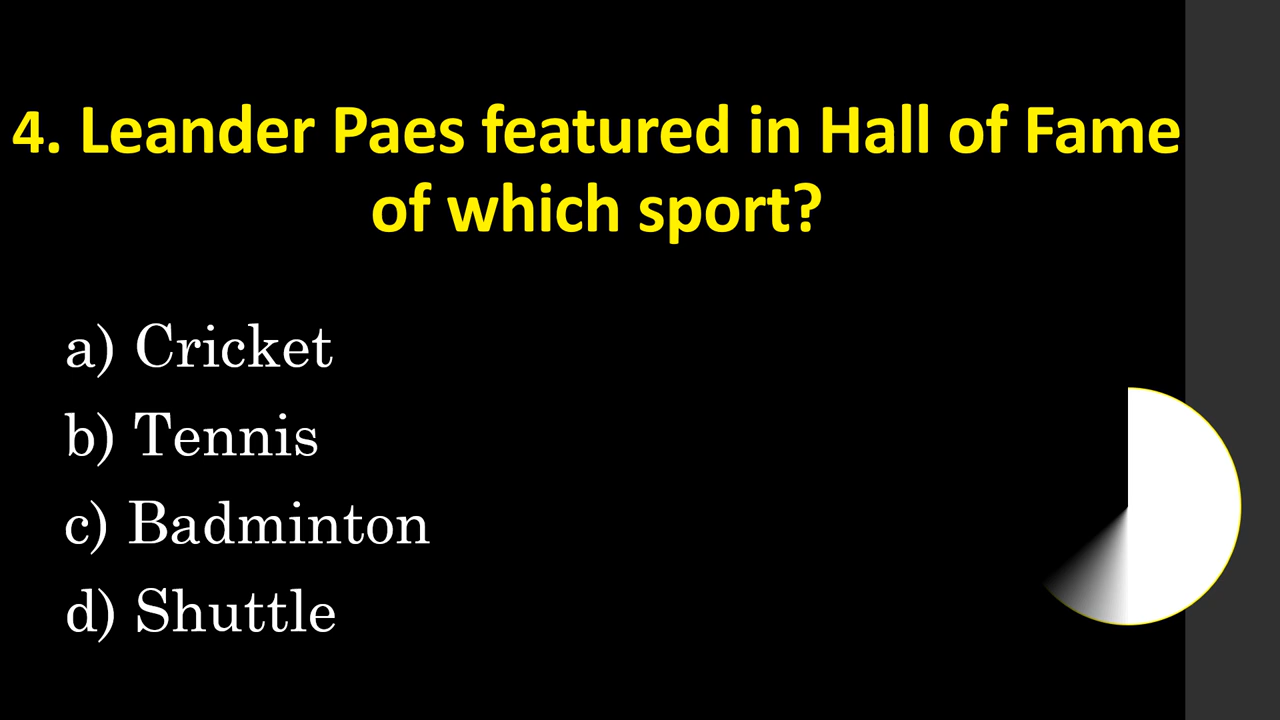 4. Leander Paes featured in Hall of Fame
of which sport?
a) Cricket
b) Tennis
c) Badminton
d) Shuttle